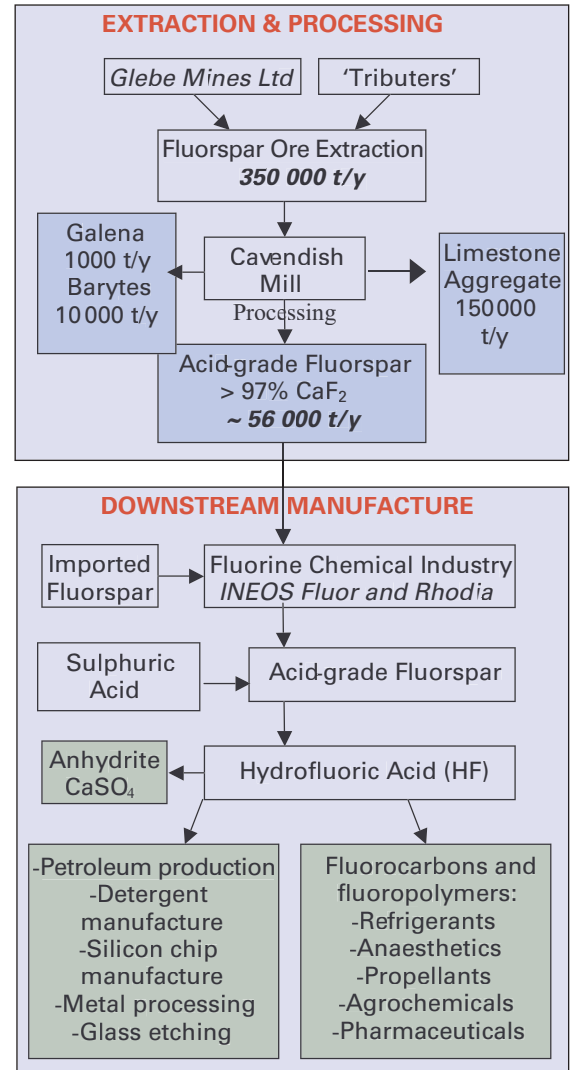 EXTRACTION & PROCESSING
Glebe Mines Ltd
‘Tributers’
Fluorspar Ore Extraction
350 000 t/y
Galena
1000 t/y
Barytes
10 000 t/y
Cavendish
Mill
Limestone
Aggregate
150000
t/y
Processing
Acid-grade Fluorspar
> 97% CaF₂
~ 56 000 t/y
DOWNSTREAM MANUFACTURE
Imported
Fluorspar
Fluorine Chemical Industry
INEOS Fluor and Rhodia
Sulphuric
Acid
Acid-grade Fluorspar
Anhydrite
CaSO₄
Hydrofluoric Acid (HF)
-Petroleum production
-Detergent
manufacture
-Silicon chip
manufacture
-Metal processing
-Glass etching
Fluorocarbons and
fluoropolymers:
-Refrigerants
-Anaesthetics
-Propellants
-Agrochemicals
-Pharmaceuticals